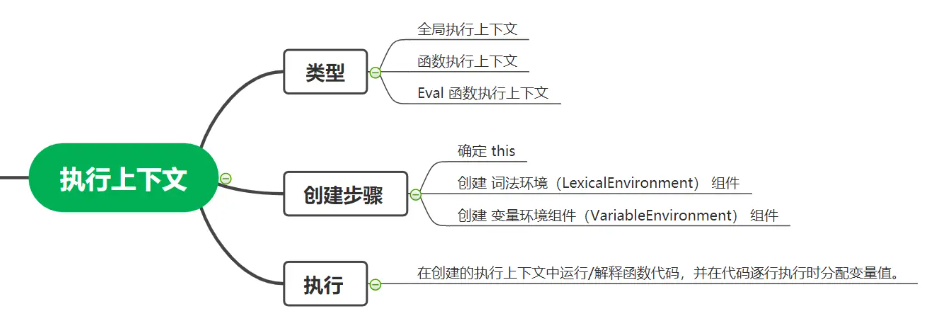 执行上下文
类型
全局执行上下文
函数执行上下文
Eval 函数执行上下文
创建步骤
确定 this
创建 词法环境（LexicalEnvironment） 组件
创建 变量环境组件（VariableEnvironment） 组件
执行
在创建的执行上下文中运行/解释函数代码，并在代码逐行执行时分配变量值。